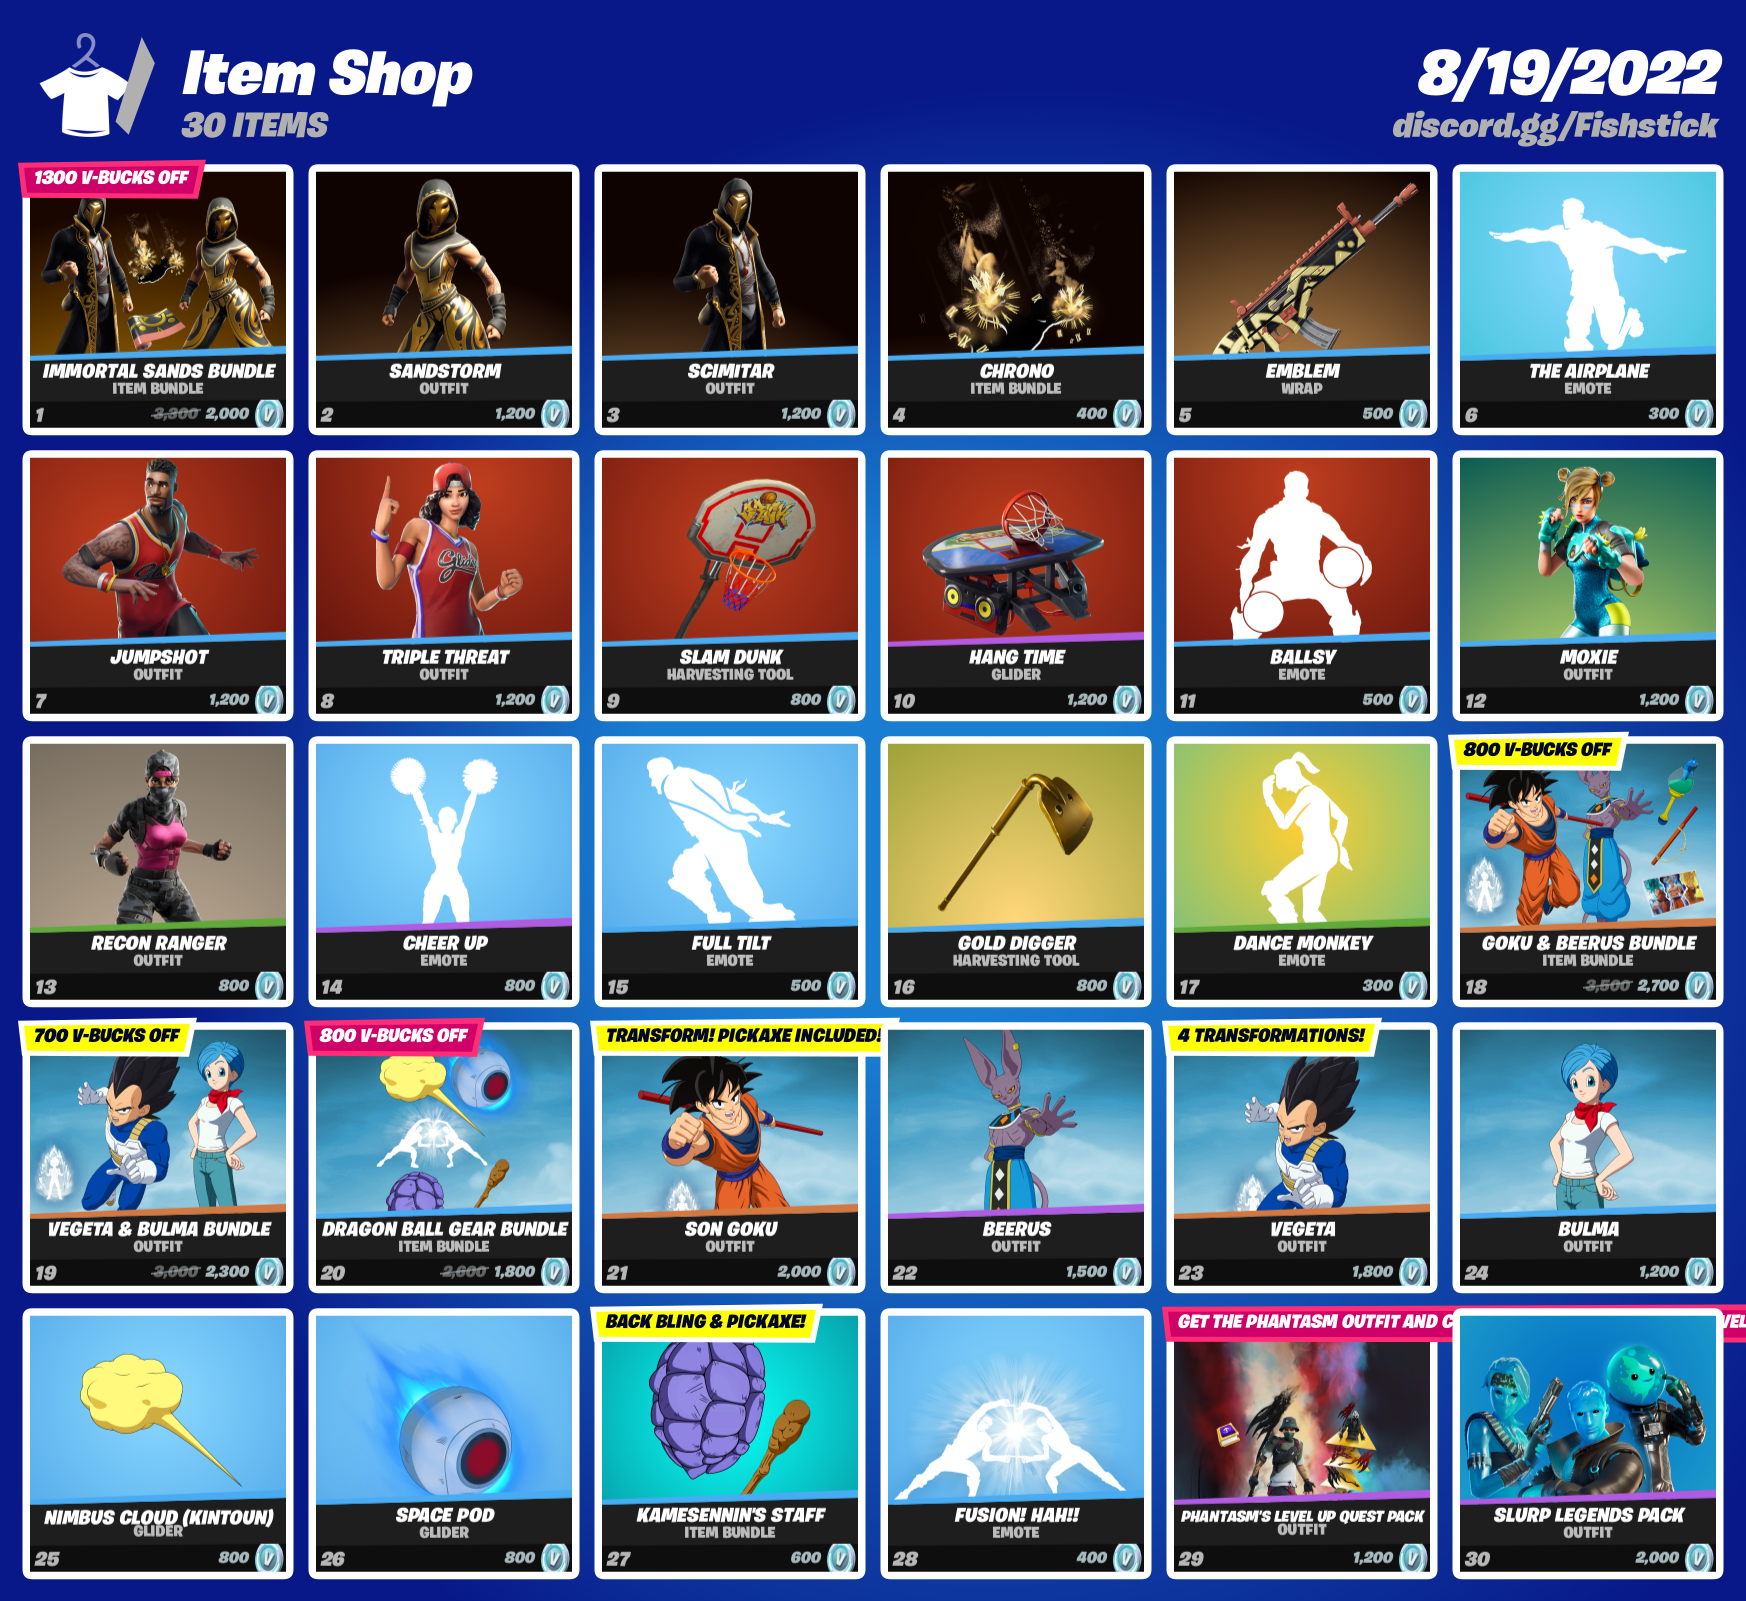 Item Shop
30 ITEMS
8/19/2022
discord.gg/Fishstick
1300 V-BUCKS OFF
IMMORTAL SANDS BUNDLE
ITEM BUNDLE
1 3,300 2,000
SANDSTORM
OUTFIT
2 1,200
SCIMITAR
OUTFIT
3 1,200
CHRONO
ITEM BUNDLE
4 400
EMBLEM
WRAP
5 500
THE AIRPLANE
EMOTE
6 300
JUMPSHOT
OUTFIT
7 1,200
TRIPLE THREAT
OUTFIT
8 1,200
SLAM DUNK
HARVESTING TOOL
9 800
HANG TIME
GLIDER
10 1,200
BALLSY
EMOTE
11 500
MOXIE
OUTFIT
12 1,200
RECON RANGER
OUTFIT
13 800
CHEER UP
EMOTE
14 800
FULL TILT
EMOTE
15 500
GOLD DIGGER
HARVESTING TOOL
16 800
DANCE MONKEY
EMOTE
17 300
800 V-BUCKS OFF
GOKU & BEERUS BUNDLE
ITEM BUNDLE
18 3,500 2,700
700 V-BUCKS OFF
VEGETA & BULMA BUNDLE
OUTFIT
19 3,000 2,300
800 V-BUCKS OFF
DRAGON BALL GEAR BUNDLE
ITEM BUNDLE
20 2,600 1,800
TRANSFORM! PICKAXE INCLUDED!
SON GOKU
OUTFIT
21 2,000
BEERUS
OUTFIT
22 1,500
4 TRANSFORMATIONS!
VEGETA
OUTFIT
23 1,800
BULMA
OUTFIT
24 1,200
NIMBUS CLOUD (KINTOUN)
GLIDER
25 800
SPACE POD
GLIDER
26 800
BACK BLING & PICKAXE!
KAMESENNIN'S STAFF
ITEM BUNDLE
27 600
FUSION! HAH!!
EMOTE
28 400
GET THE PHANTASM OUTFIT AND
PHANTASM'S LEVEL UP QUEST PACK
OUTFIT
29 1,200
SLURP LEGENDS PACK
OUTFIT
30 2,000